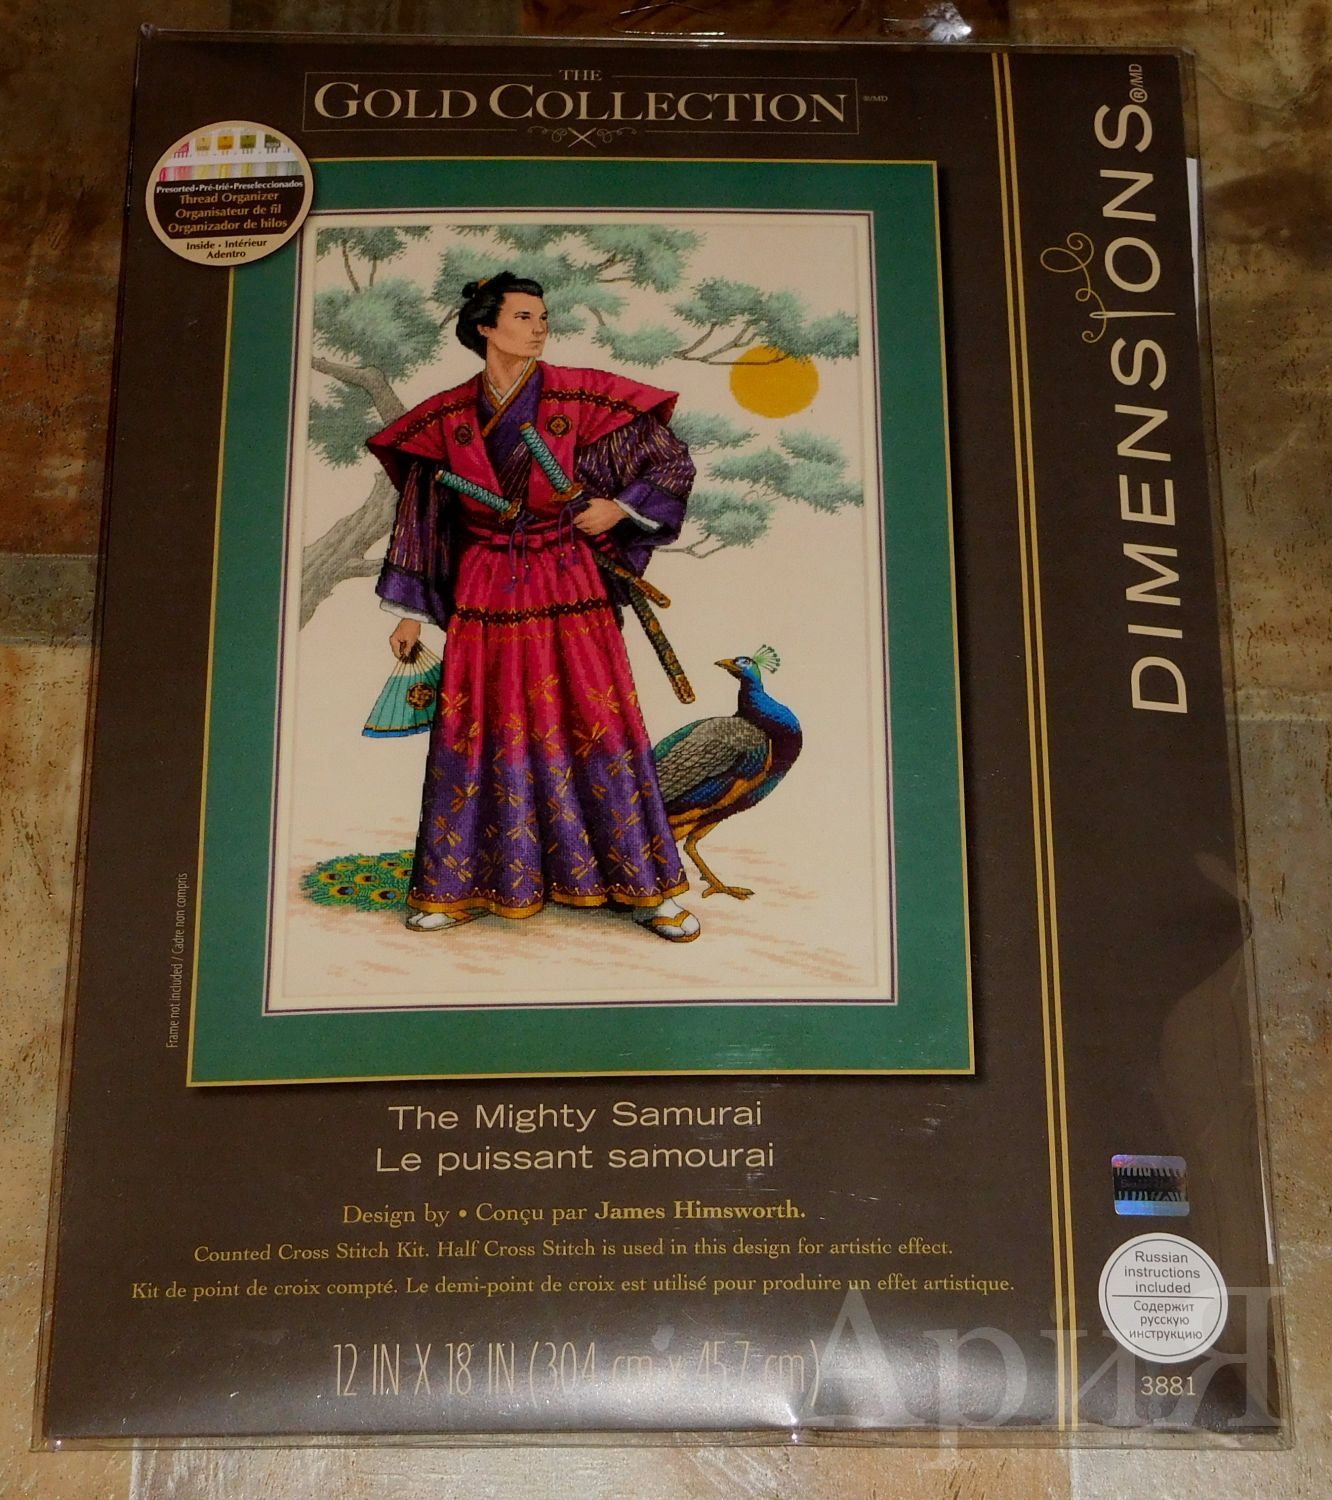 THE
GOLD COLLECTION ®/MD
Presorted • Pré-trié • Preseleccionados
Thread Organizer
Organisateur de fil
Organizador de hilos
Inside • Intérieur
Adentro
DIMENSIONS ®/MD
Frame not included / Cadre non compris
The Mighty Samurai
Le puissant samouraï
Design by • Conçu par James Himsworth.
Counted Cross Stitch Kit. Half Cross Stitch is used in this design for artistic effect.
Kit de point de croix compté. Le demi-point de croix est utilisé pour produire un effet artistique.
12 IN X 18 IN (30.4 cm x 45.7 cm)
Russian
instructions
included
Содержит
русскую
инструкцию
3881
АриЯ